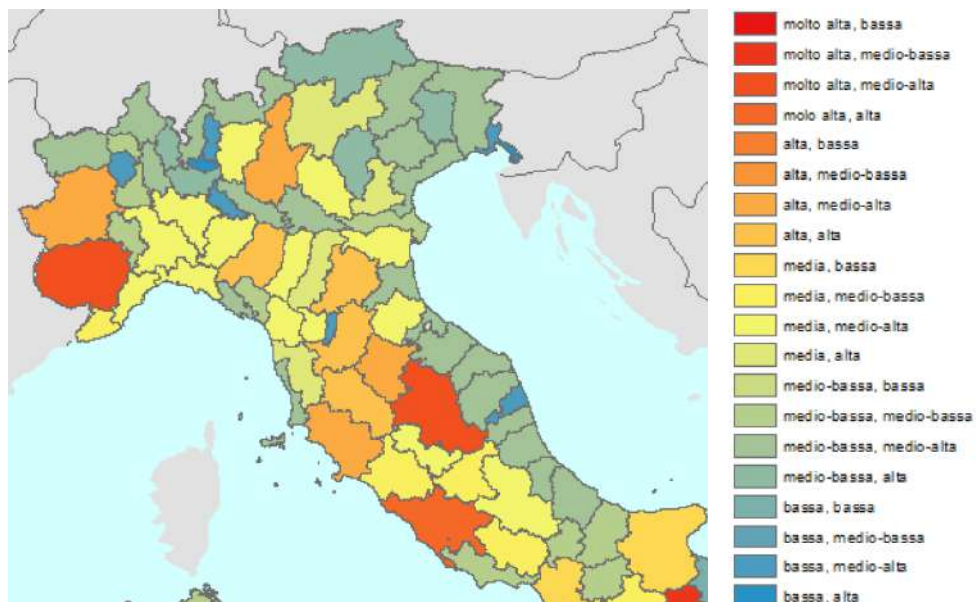 molto alta, bassa
molto alta, medio-bassa
molto alta, medio-alta
molo alta, alta
alta, bassa
alta, medio-bassa
alta, medio-alta
alta, alta
media, bassa
media, medio-bassa
media, medio-alta
media, alta
medio-bassa, bassa
medio-bassa, medio-bassa
medio-bassa, medio-alta
medio-bassa, alta
bassa, bassa
bassa, medio-bassa
bassa, medio-alta
bassa, alta